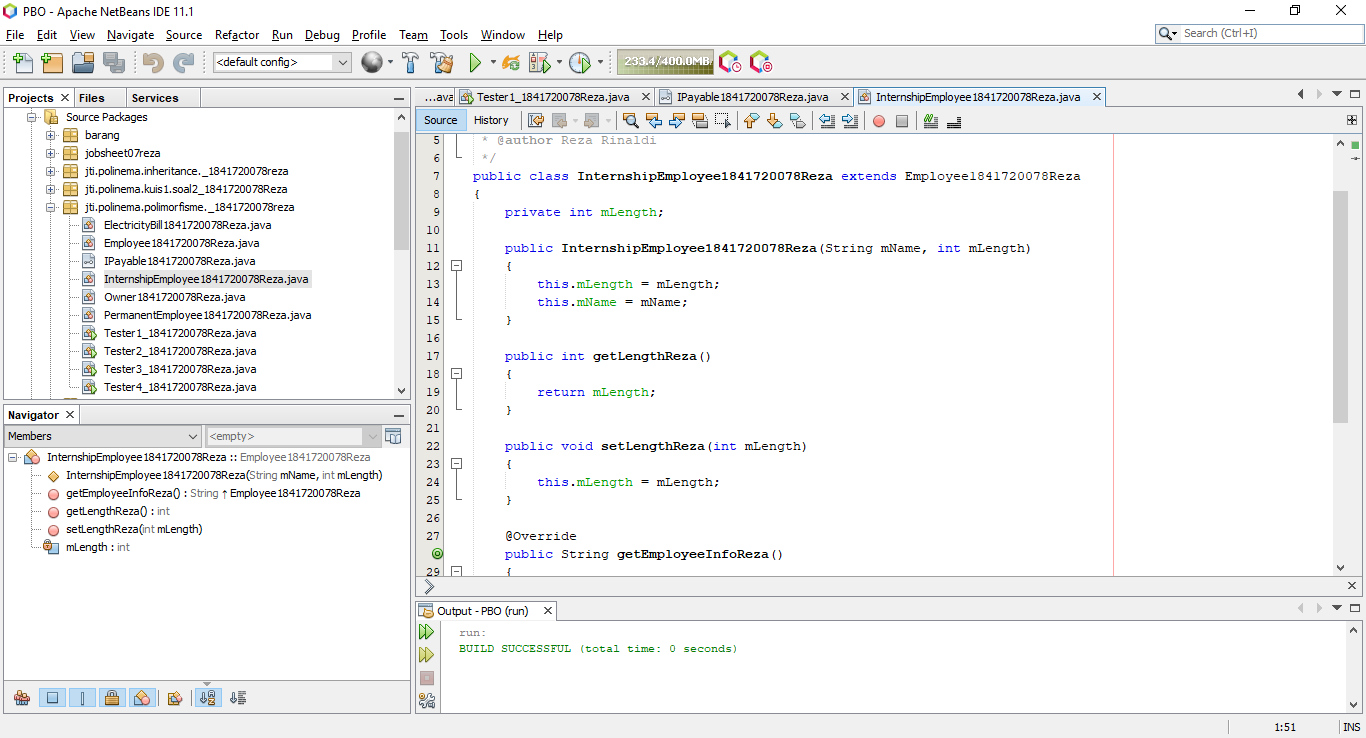 PBO - Apache NetBeans IDE 11.1
File Edit View Navigate Source Refactor Run Debug Profile Team Tools Window Help
Search (Ctrl+I)
<default config>
233.4/400.0MB
Projects Files Services
Source Packages
barang
jobsheet07reza
jti.polinema.inheritance._1841720078reza
jti.polinema.kuis1.soal2_1841720078Reza
jti.polinema.polimorfisme._1841720078reza
ElectricityBill1841720078Reza.java
Employee1841720078Reza.java
IPayable1841720078Reza.java
InternshipEmployee1841720078Reza.java
Owner1841720078Reza.java
PermanentEmployee1841720078Reza.java
Tester1_1841720078Reza.java
Tester2_1841720078Reza.java
Tester3_1841720078Reza.java
Tester4_1841720078Reza.java
Navigator
Members
<empty>
InternshipEmployee1841720078Reza :: Employee1841720078Reza
InternshipEmployee1841720078Reza(String mName, int mLength)
getEmployeeInfoReza() : String ↑ Employee1841720078Reza
getLengthReza() : int
setLengthReza(int mLength)
mLength : int
...ava Tester1_1841720078Reza.java IPayable1841720078Reza.java InternshipEmployee1841720078Reza.java
Source History
5 * @author Reza Rinaldi
6 */
7 public class InternshipEmployee1841720078Reza extends Employee1841720078Reza
8 {
9 private int mLength;
10
11 public InternshipEmployee1841720078Reza(String mName, int mLength)
12 {
13 this.mLength = mLength;
14 this.mName = mName;
15 }
16
17 public int getLengthReza()
18 {
19 return mLength;
20 }
21
22 public void setLengthReza(int mLength)
23 {
24 this.mLength = mLength;
25 }
26
27 @Override
public String getEmployeeInfoReza()
29 {
Output - PBO (run)
run:
BUILD SUCCESSFUL (total time: 0 seconds)
1:51 INS